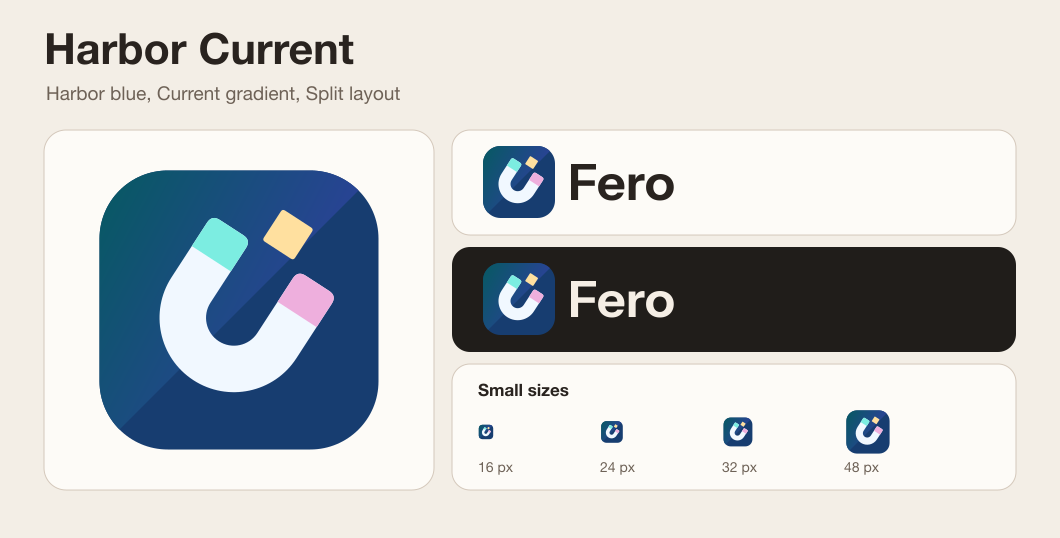 Harbor Current
Harbor blue, Current gradient, Split layout
Fero
Fero
Small sizes
16 px
24 px
32 px
48 px